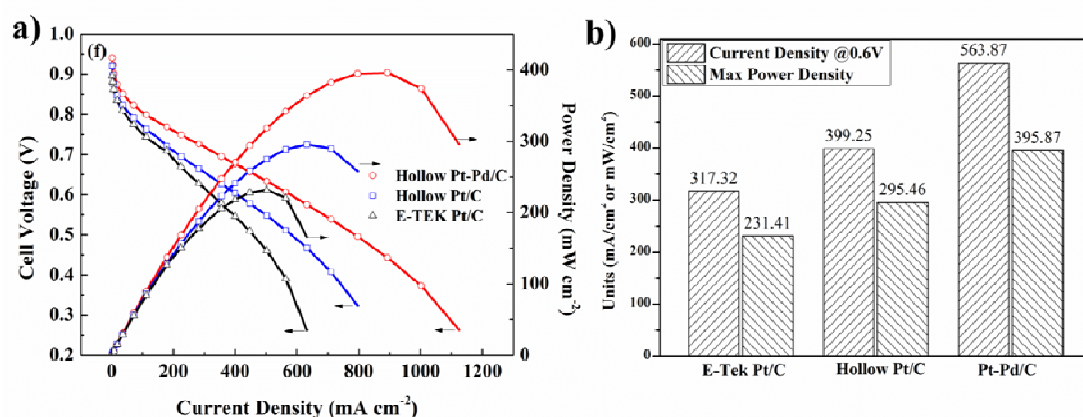 a)
(f)
1.0
0.9
0.8
0.7
0.6
0.5
0.4
0.3
0.2
Cell Voltage (V)
0
200
400
600
800
1000
1200
Current Density (mA cm-2)
400
300
200
100
0
Power Density (mW cm-2)
Hollow Pt-Pd/C
Hollow Pt/C
E-TEK Pt/C
b)
600
500
400
300
200
100
0
Units (mA/cm² or mW/cm²)
Current Density @0.6V
Max Power Density
317.32
231.41
399.25
295.46
563.87
395.87
E-Tek Pt/C
Hollow Pt/C
Pt-Pd/C